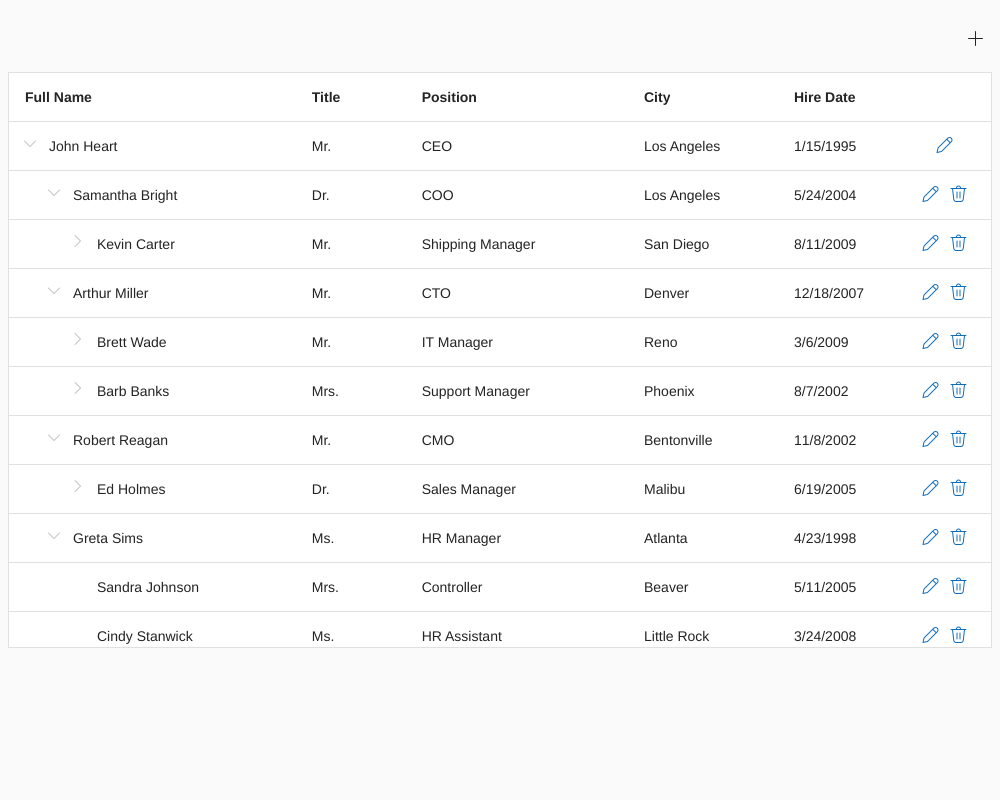 Full Name Title Position City Hire Date
John Heart Mr. CEO Los Angeles 1/15/1995
Samantha Bright Dr. COO Los Angeles 5/24/2004
Kevin Carter Mr. Shipping Manager San Diego 8/11/2009
Arthur Miller Mr. CTO Denver 12/18/2007
Brett Wade Mr. IT Manager Reno 3/6/2009
Barb Banks Mrs. Support Manager Phoenix 8/7/2002
Robert Reagan Mr. CMO Bentonville 11/8/2002
Ed Holmes Dr. Sales Manager Malibu 6/19/2005
Greta Sims Ms. HR Manager Atlanta 4/23/1998
Sandra Johnson Mrs. Controller Beaver 5/11/2005
Cindy Stanwick Ms. HR Assistant Little Rock 3/24/2008